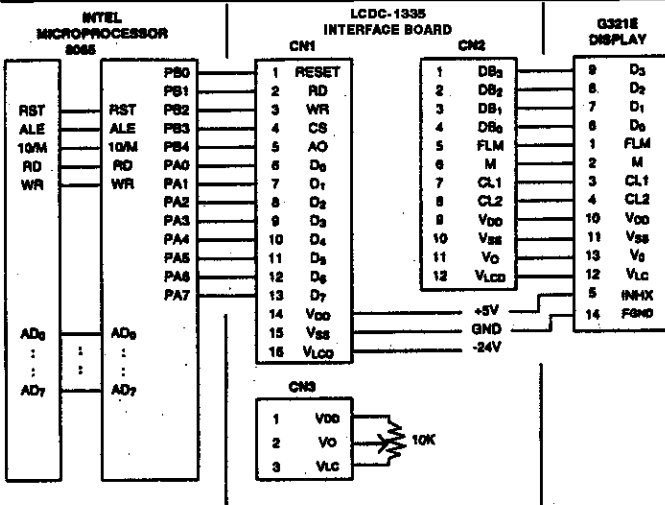 INTEL
MICROPROCESSOR
8085
RST
ALE
10/M
RD
WR
AD₀
:
:
AD₇
:
:
RST
ALE
10/M
RD
WR
AD₀
:
:
AD₇
PB0
PB1
PB2
PB3
PB4
PA0
PA1
PA2
PA3
PA4
PA5
PA6
PA7
LCDC-1335
INTERFACE BOARD
CN1
1 RESET
2 RD
3 WR
4 CS
5 AO
6 D₀
7 D₁
8 D₂
9 D₃
10 D₄
11 D₅
12 D₆
13 D₇
14 VDD
15 VSS
16 VLCD
CN2
1 DB₃
2 DB₂
3 DB₁
4 DB₀
5 FLM
6 M
7 CL1
8 CL2
9 VDD
10 VSS
11 VO
12 VLCD
+5V
GND
-24V
CN3
1 VDD
2 VO
3 VLC
10K
G321E
DISPLAY
9 D₃
8 D₂
7 D₁
6 D₀
1 FLM
2 M
3 CL1
4 CL2
10 VDD
11 VSS
13 V₀
12 VLC
5 INHX
14 FGND